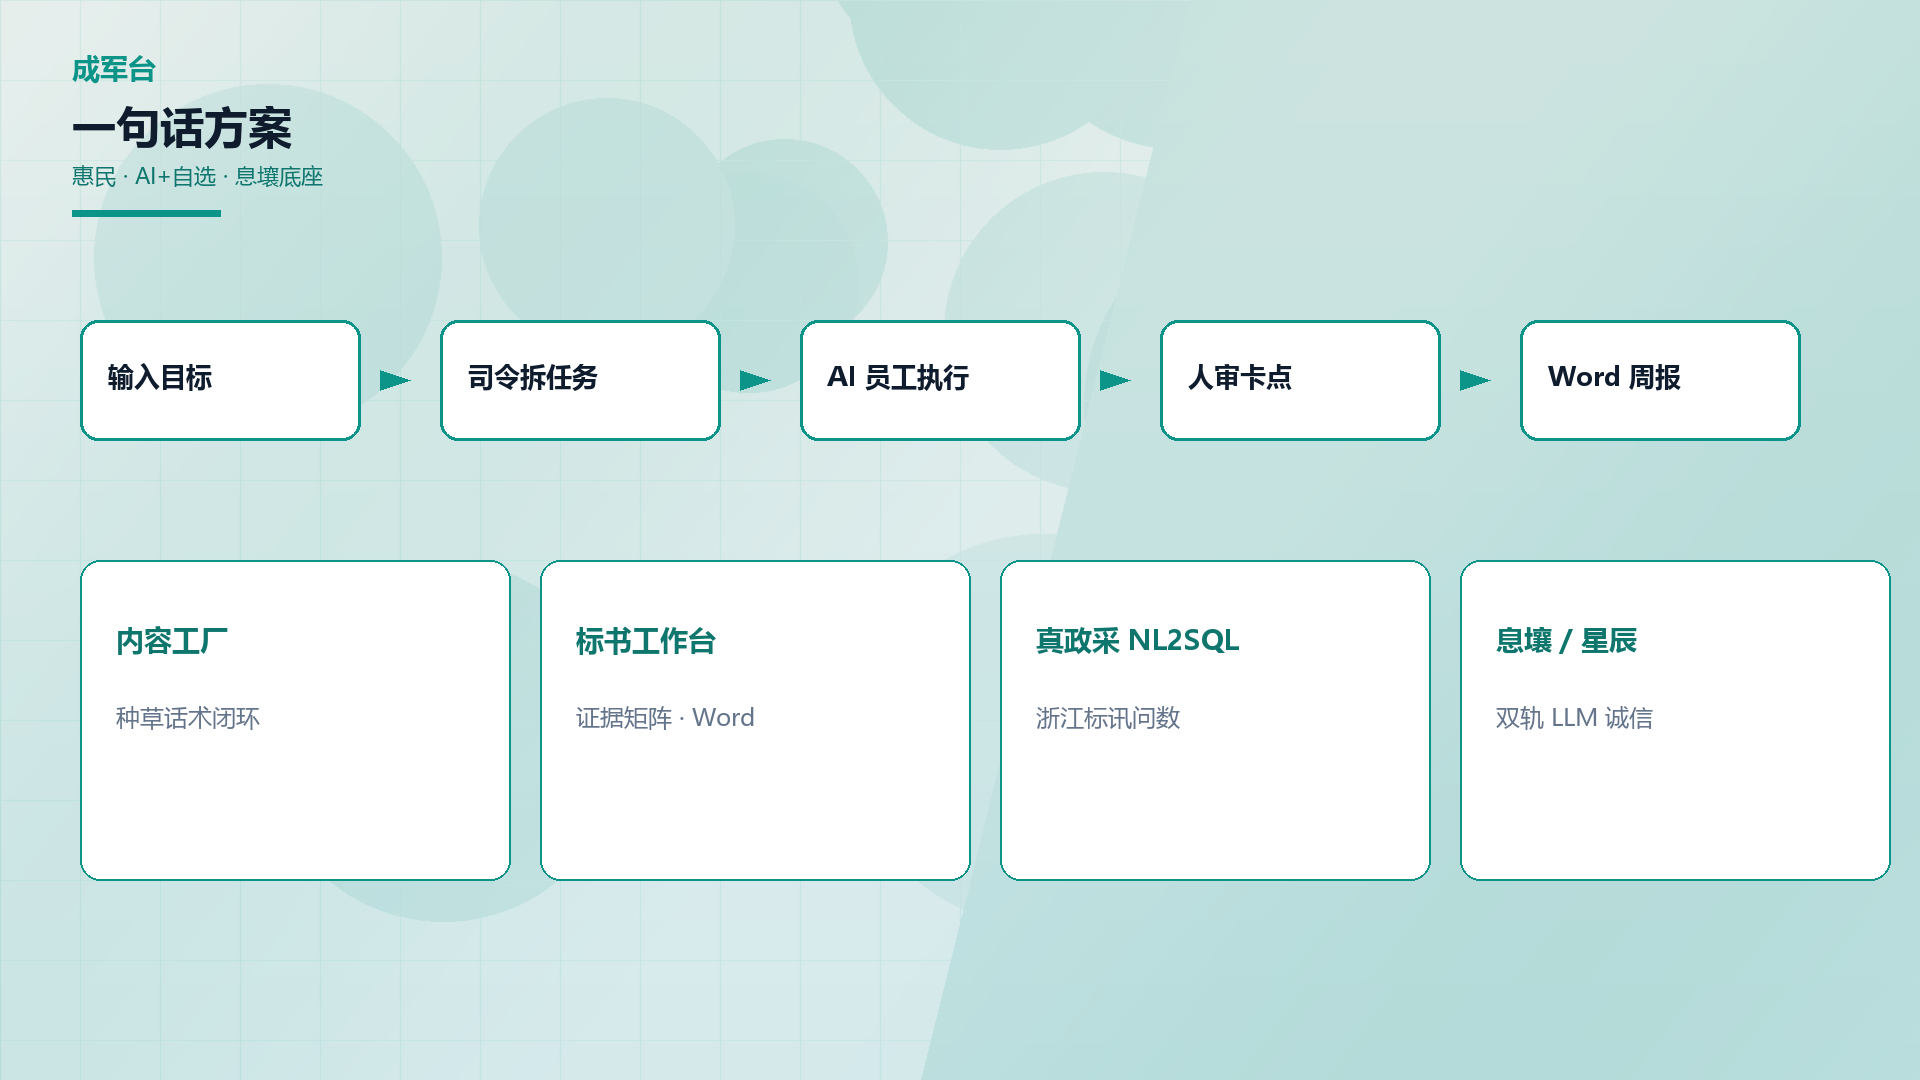 成军台
一句话方案
惠民 · AI+自选 · 息壤底座
输入目标
司令拆任务
AI 员工执行
人审卡点
Word 周报
内容工厂
种草话术闭环
标书工作台
证据矩阵 · Word
真政采 NL2SQL
浙江标讯问数
息壤 / 星辰
双轨 LLM 诚信